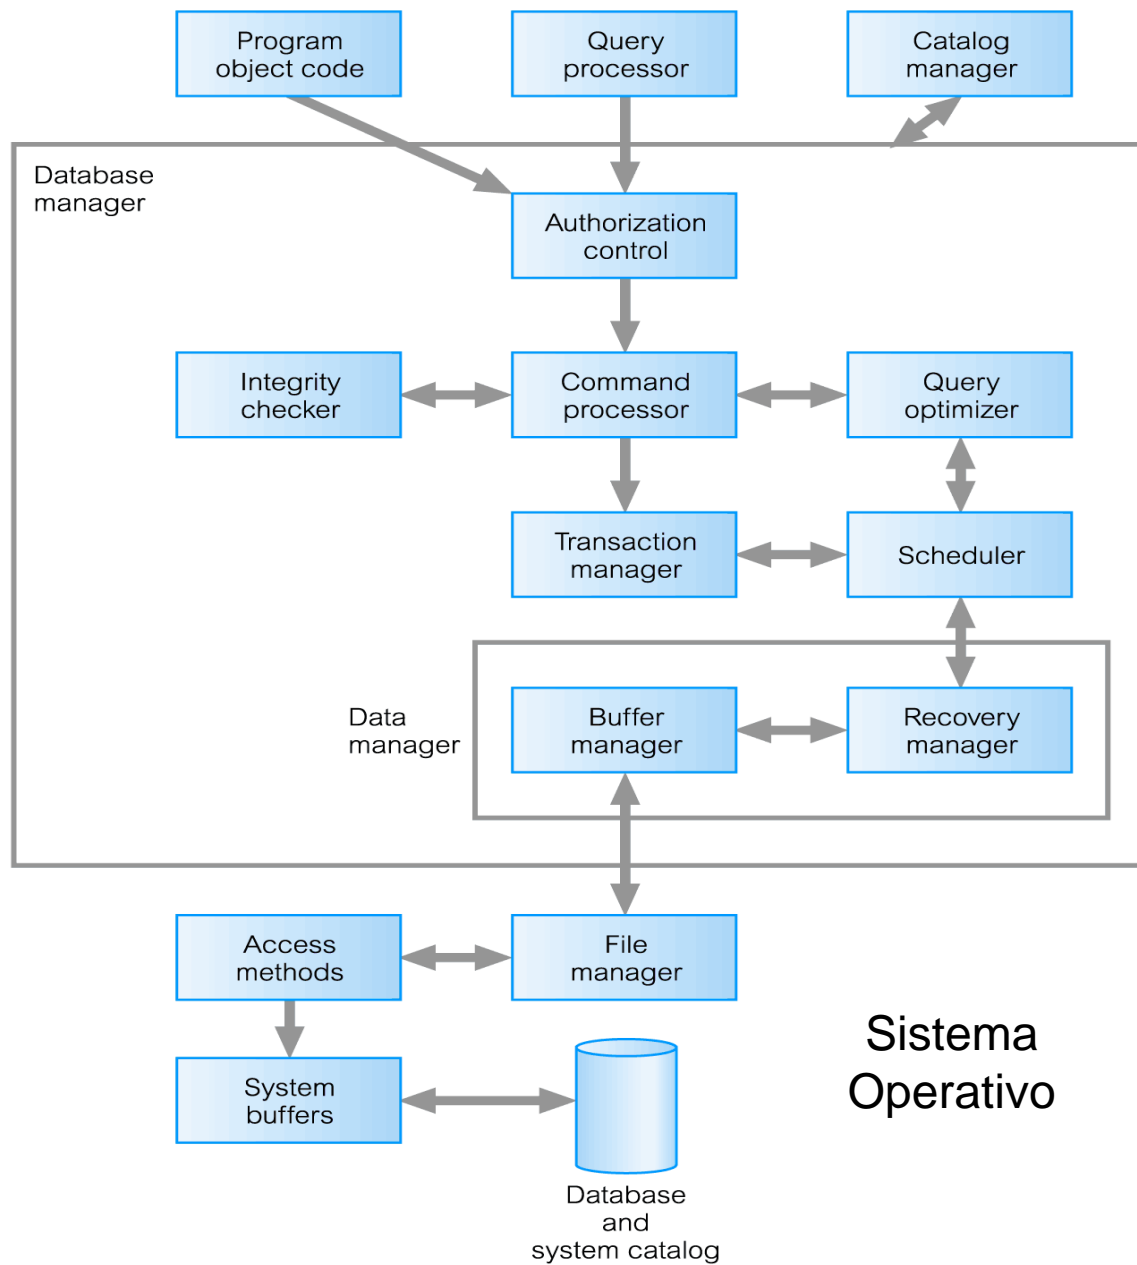 Program
object code
Query
processor
Catalog
manager
Database
manager
Authorization
control
Integrity
checker
Command
processor
Query
optimizer
Transaction
manager
Scheduler
Data
manager
Buffer
manager
Recovery
manager
Access
methods
File
manager
Sistema
Operativo
System
buffers
Database
and
system catalog